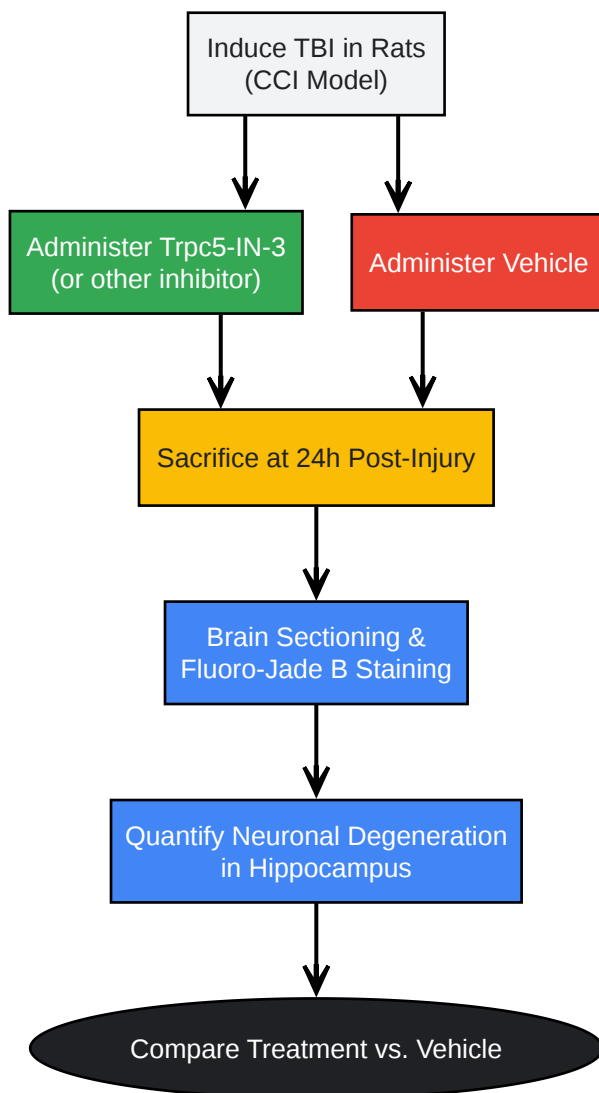 Induce TBI in Rats
(CCI Model)
Administer Trpc5-IN-3
(or other inhibitor)
Administer Vehicle
Sacrifice at 24h Post-Injury
Brain Sectioning &
Fluoro-Jade B Staining
Quantify Neuronal Degeneration
in Hippocampus
Compare Treatment vs. Vehicle